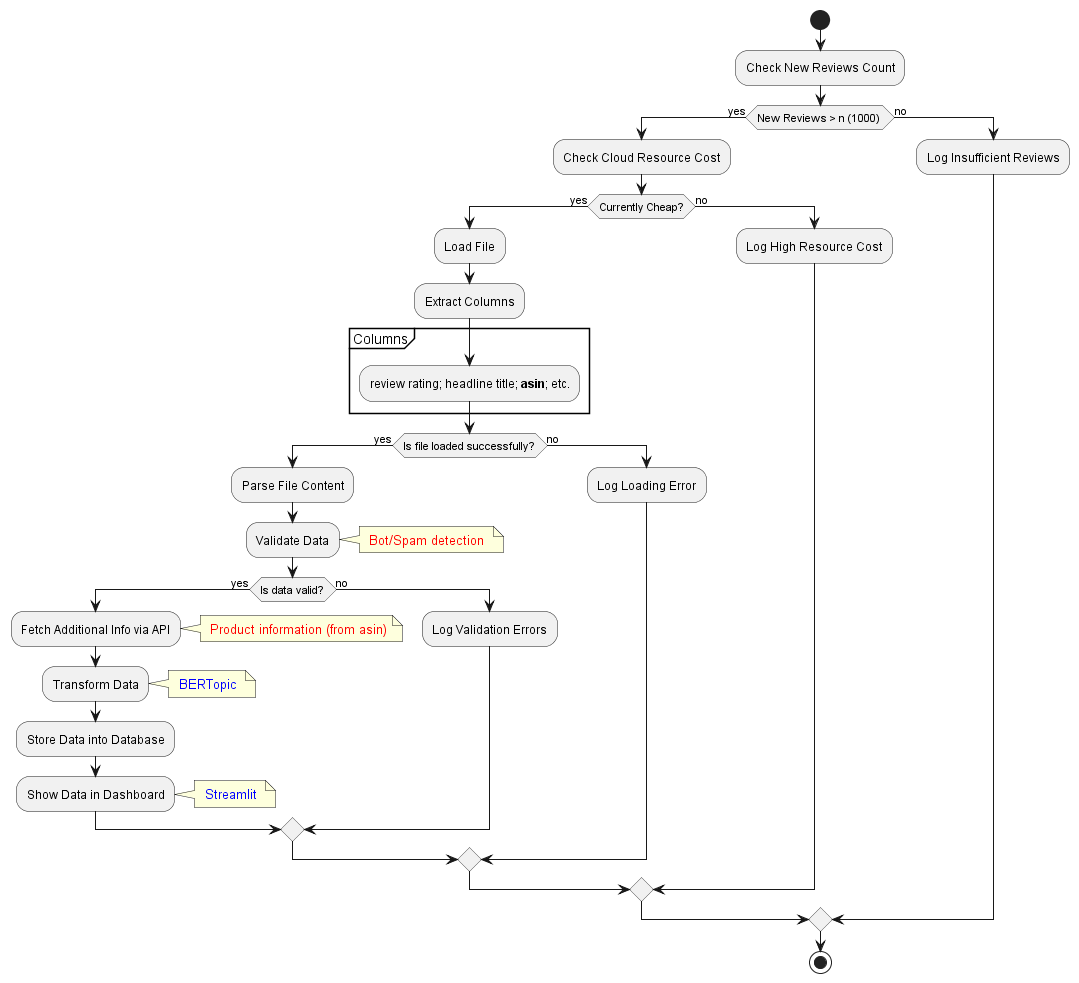 Check New Reviews Count
yes
New Reviews > n (1000)
no
Check Cloud Resource Cost
Log Insufficient Reviews
yes
Currently Cheap?
no
Load File
Log High Resource Cost
Extract Columns
Columns
review rating; headline title; asin; etc.
yes
Is file loaded successfully?
no
Parse File Content
Log Loading Error
Validate Data
Bot/Spam detection
yes
Is data valid?
no
Fetch Additional Info via API
Product information (from asin)
Log Validation Errors
Transform Data
BERTopic
Store Data into Database
Show Data in Dashboard
Streamlit